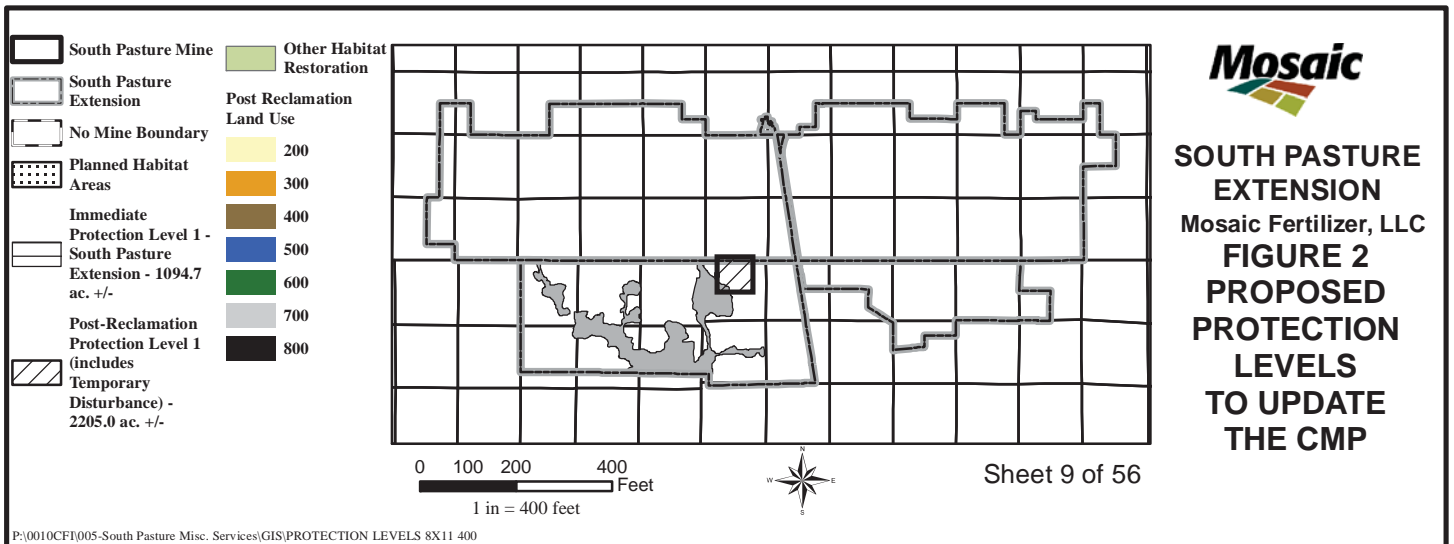 South Pasture Mine
South Pasture
Extension
No Mine Boundary
Planned Habitat
Areas
Immediate
Protection Level 1 -
South Pasture
Extension - 1094.7
ac. +/-
Post-Reclamation
Protection Level 1
(includes
Temporary
Disturbance) -
2205.0 ac. +/-
Other Habitat
Restoration
Post Reclamation
Land Use
200
300
400
500
600
700
800
0 100 200 400
Feet
1 in = 400 feet
N
W E
S
Sheet 9 of 56
Mosaic
SOUTH PASTURE
EXTENSION
Mosaic Fertilizer, LLC
FIGURE 2
PROPOSED
PROTECTION
LEVELS
TO UPDATE
THE CMP
P:\0010CFI\005-South Pasture Misc. Services\GIS\PROTECTION LEVELS 8X11 400